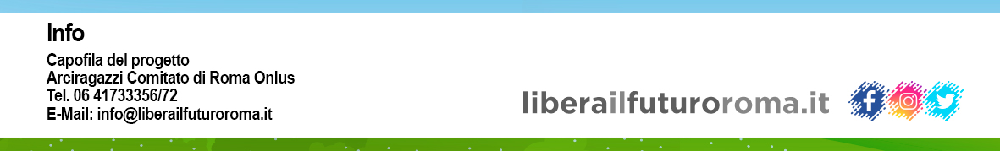 Info
Capofila del progetto
Arciragazzi Comitato di Roma Onlus
Tel. 06 41733356/72
E-Mail: info@liberailfuturoroma.it
liberailfuturoroma.it